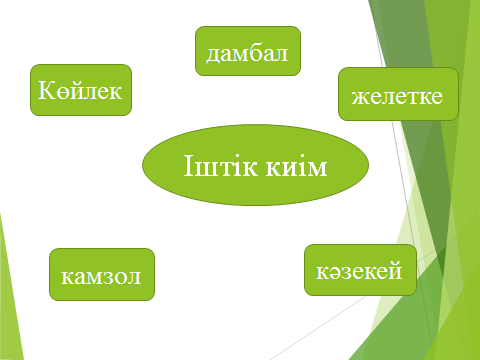 дамбал
Көйлек
желетке
Іштік киім
камзол
кәзекей